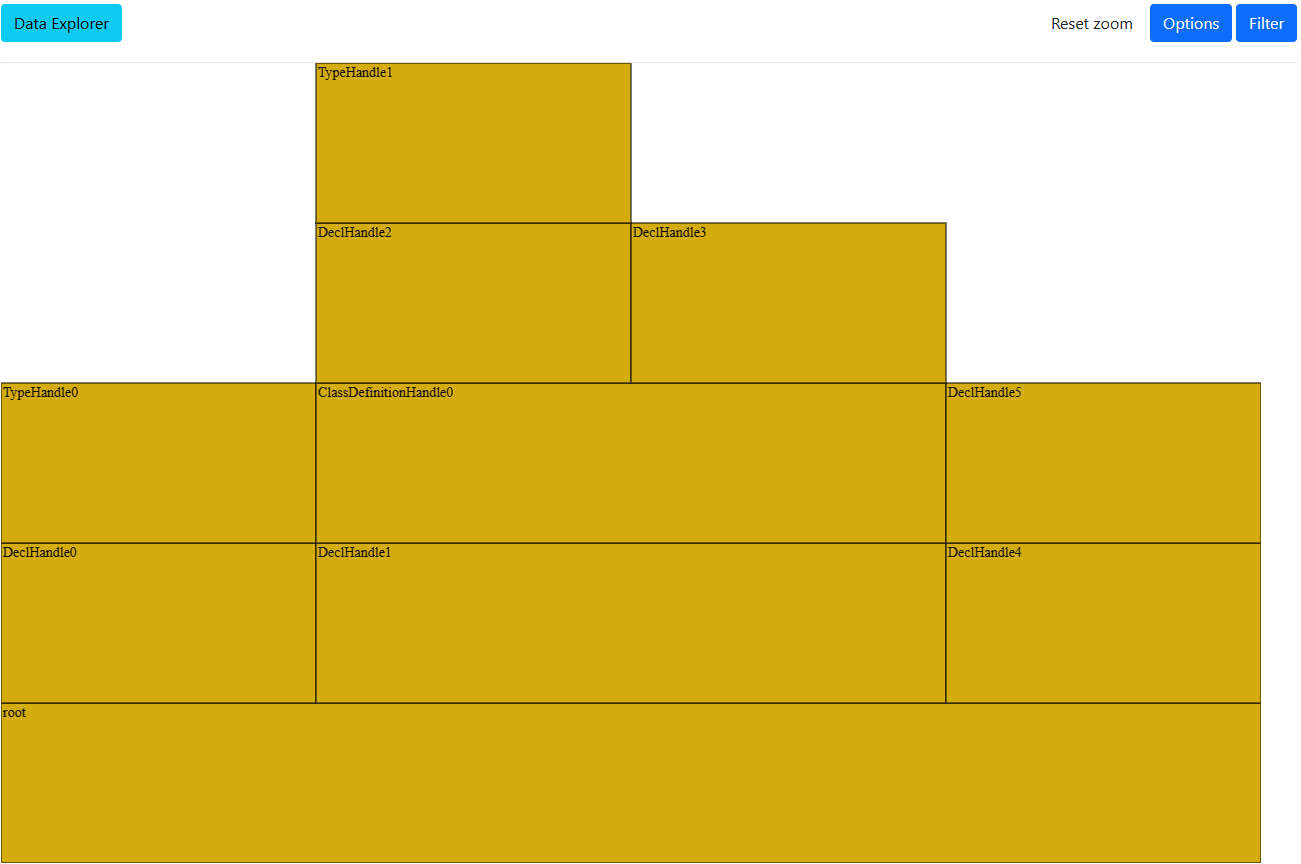 Data Explorer
Reset zoom
Options
Filter
TypeHandle1
DeclHandle2
DeclHandle3
TypeHandle0
ClassDefinitionHandle0
DeclHandle5
DeclHandle0
DeclHandle1
DeclHandle4
root